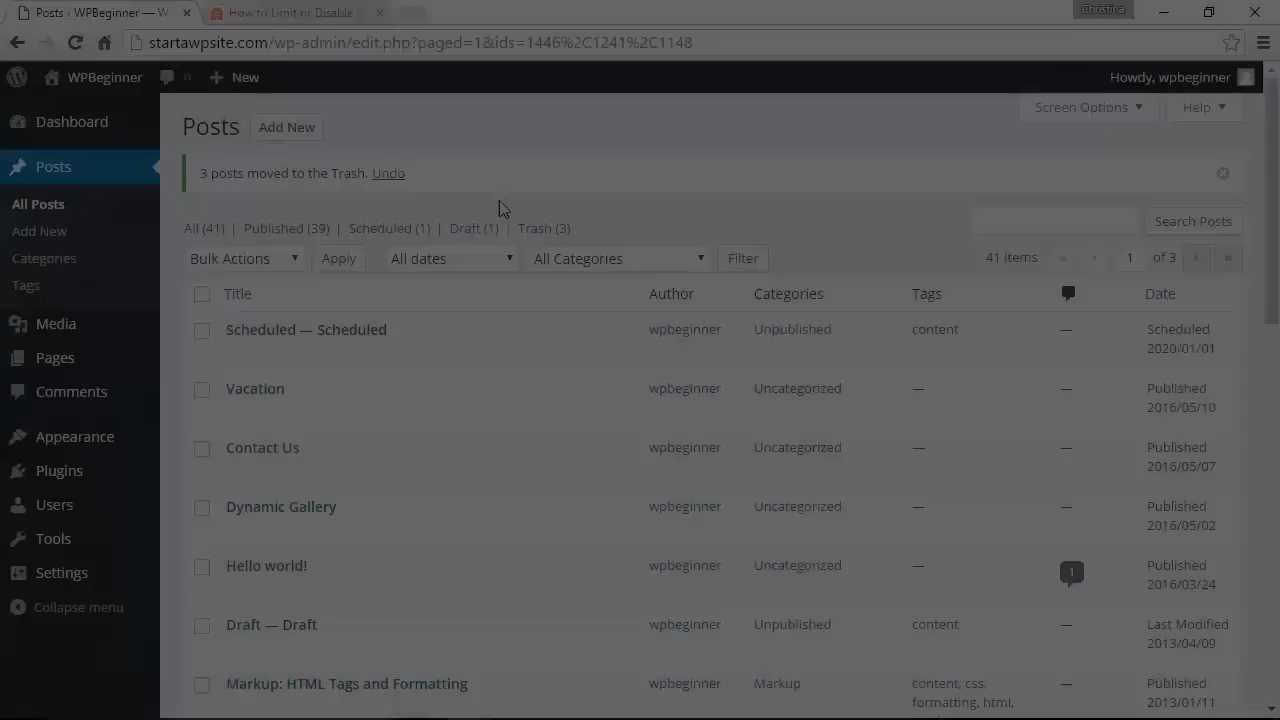 Posts ‹ WPBeginner — W
How to Limit or Disable
Christina
startawpsite.com/wp-admin/edit.php?paged=1&ids=1446%2C1241%2C1148
WPBeginner 0 New Howdy, wpbeginner
Screen Options Help
Dashboard
Posts
All Posts
Add New
Categories
Tags
Media
Pages
Comments
Appearance
Plugins
Users
Tools
Settings
Collapse menu
Posts Add New
3 posts moved to the Trash. Undo
All (41) | Published (39) | Scheduled (1) | Draft (1) | Trash (3)
Search Posts
Bulk Actions Apply All dates All Categories Filter 41 items « ‹ 1 of 3 › »
Title Author Categories Tags Date
Scheduled — Scheduled wpbeginner Unpublished content — Scheduled
2020/01/01
Vacation wpbeginner Uncategorized — — Published
2016/05/10
Contact Us wpbeginner Uncategorized — — Published
2016/05/07
Dynamic Gallery wpbeginner Uncategorized — — Published
2016/05/02
Hello world! wpbeginner Uncategorized — 1 Published
2016/03/24
Draft — Draft wpbeginner Unpublished content — Last Modified
2013/04/09
Markup: HTML Tags and Formatting wpbeginner Markup content, css, — Published
formatting, html, 2013/01/11